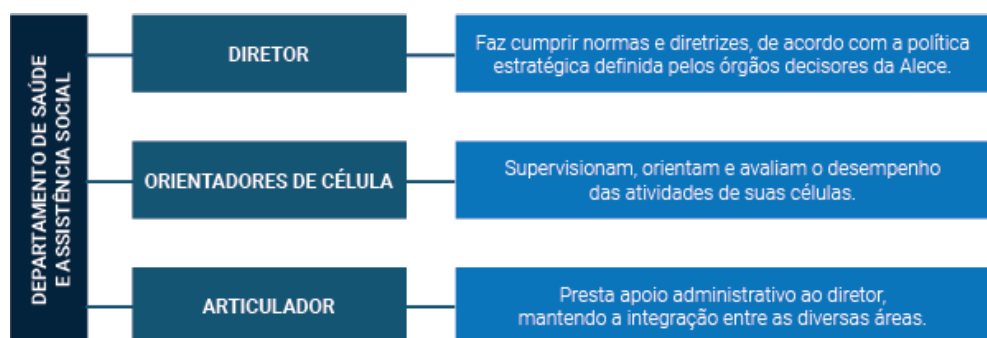 DEPARTAMENTO DE SAÚDE
E ASSISTÊNCIA SOCIAL
DIRETOR
Faz cumprir normas e diretrizes, de acordo com a política
estratégica definida pelos órgãos decisores da Alece.
ORIENTADORES DE CÉLULA
Supervisionam, orientam e avaliam o desempenho
das atividades de suas células.
ARTICULADOR
Presta apoio administrativo ao diretor,
mantendo a integração entre as diversas áreas.